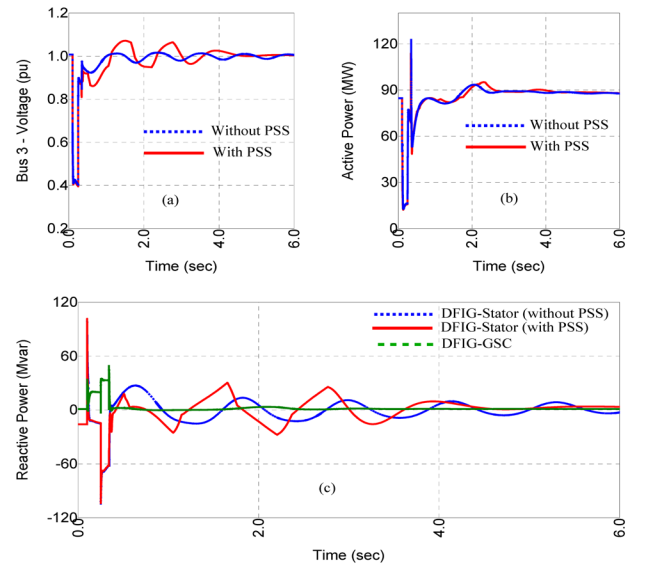 Bus 3 - Voltage (pu)
1.2
1.0
0.8
0.6
0.4
0.2
Without PSS
With PSS
(a)
0.0
2.0
4.0
6.0
Time (sec)
Active Power (MW)
120
90
60
30
0
Without PSS
With PSS
(b)
0.0
2.0
4.0
6.0
Time (sec)
Reactive Power (Mvar)
120
60
0
-60
-120
DFIG-Stator (without PSS)
DFIG-Stator (with PSS)
DFIG-GSC
(c)
0.0
2.0
4.0
6.0
Time (sec)